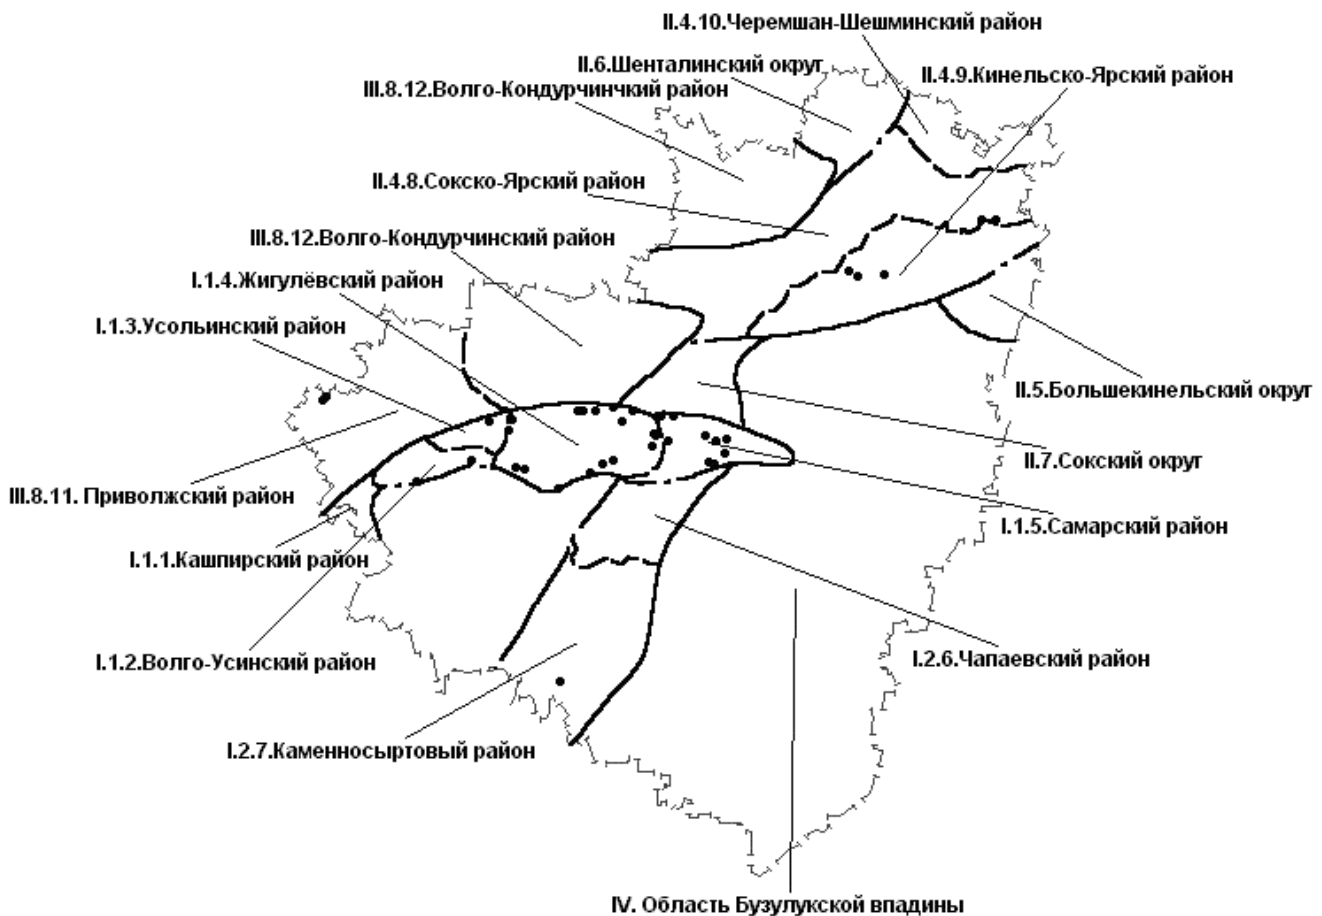 II.4.10.Черемшан-Шешминский район
II.6.Шенталинский округ
II.4.9.Кинельско-Ярский район
III.8.12.Волго-Кондурчинчкий район
II.4.8.Сокско-Ярский район
III.8.12.Волго-Кондурчинский район
I.1.4.Жигулёвский район
I.1.3.Усольинский район
II.5.Большекинельский округ
II.7.Сокский округ
III.8.11. Приволжский район
I.1.5.Самарский район
I.1.1.Кашпирский район
I.1.2.Волго-Усинский район
I.2.6.Чапаевский район
I.2.7.Каменносыртовый район
IV. Область Бузулукской впадины